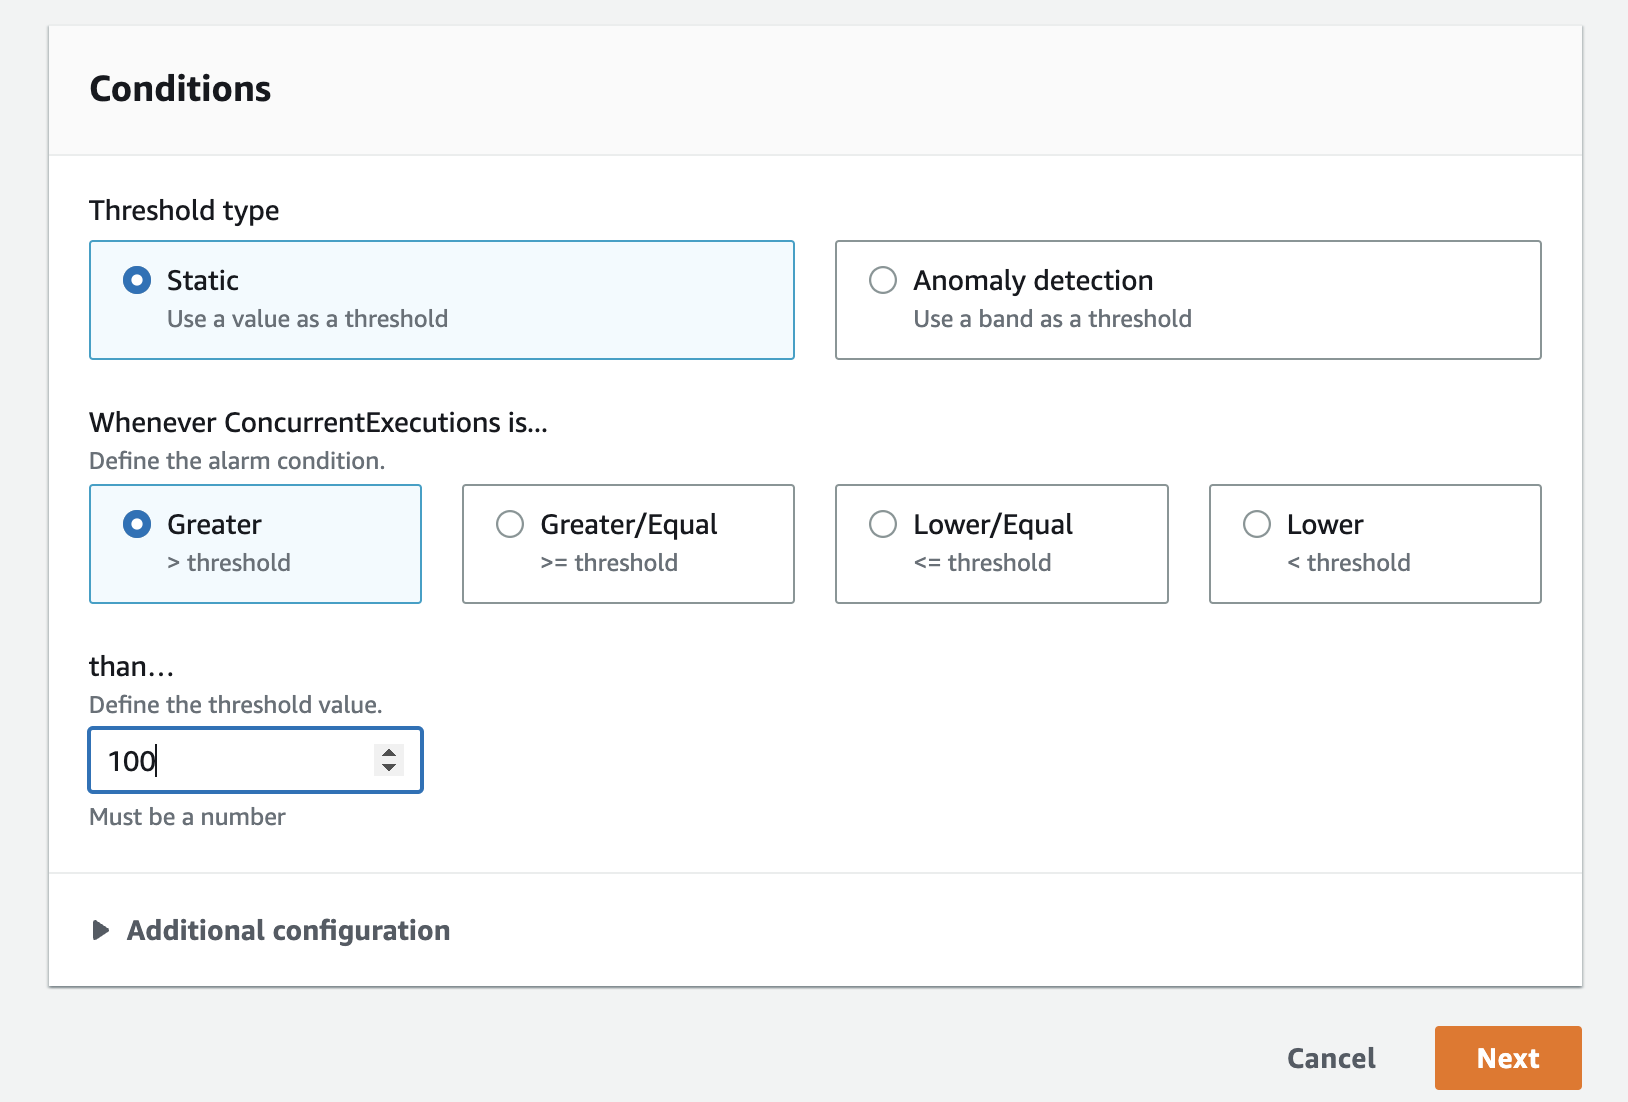 Conditions
Threshold type
Static
Use a value as a threshold
Anomaly detection
Use a band as a threshold
Whenever ConcurrentExecutions is...
Define the alarm condition.
Greater
> threshold
Greater/Equal
>= threshold
Lower/Equal
<= threshold
Lower
< threshold
than...
Define the threshold value.
100
Must be a number
Additional configuration
Cancel
Next